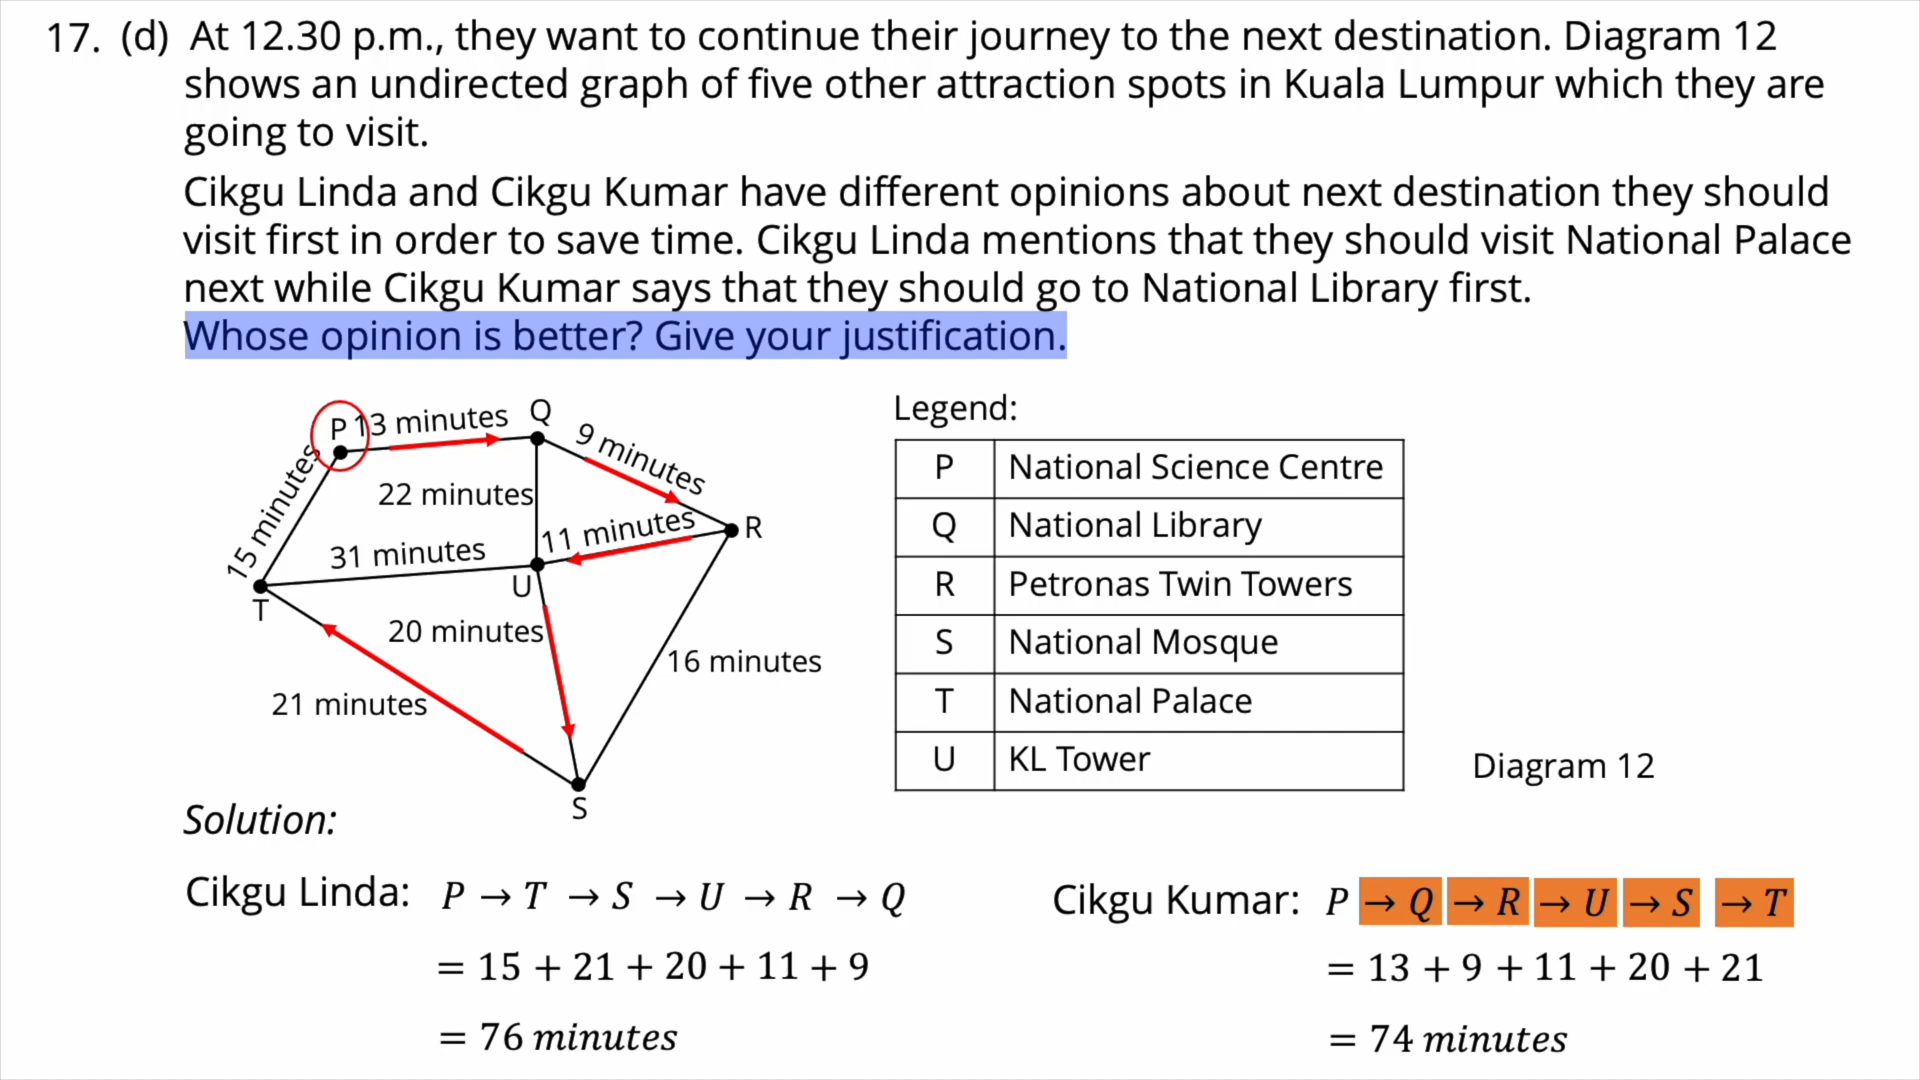 17. (d) At 12.30 p.m., they want to continue their journey to the next destination. Diagram 12
shows an undirected graph of five other attraction spots in Kuala Lumpur which they are
going to visit.
Cikgu Linda and Cikgu Kumar have different opinions about next destination they should
visit first in order to save time. Cikgu Linda mentions that they should visit National Palace
next while Cikgu Kumar says that they should go to National Library first.
Whose opinion is better? Give your justification.
P
13 minutes
Q
9 minutes
15 minutes
22 minutes
11 minutes
R
31 minutes
U
T
20 minutes
16 minutes
21 minutes
S
Legend:
P National Science Centre
Q National Library
R Petronas Twin Towers
S National Mosque
T National Palace
U KL Tower
Diagram 12
Solution:
Cikgu Linda: P → T → S → U → R → Q
= 15 + 21 + 20 + 11 + 9
= 76 minutes
Cikgu Kumar: P → Q → R → U → S → T
= 13 + 9 + 11 + 20 + 21
= 74 minutes